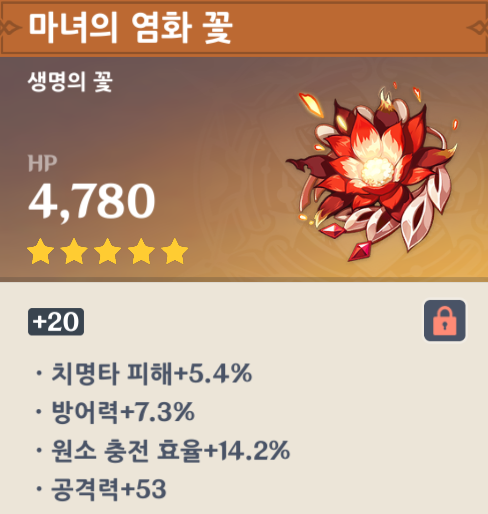 마녀의 염화 꽃
생명의 꽃
HP
4,780
+20
· 치명타 피해+5.4%
· 방어력+7.3%
· 원소 충전 효율+14.2%
· 공격력+53